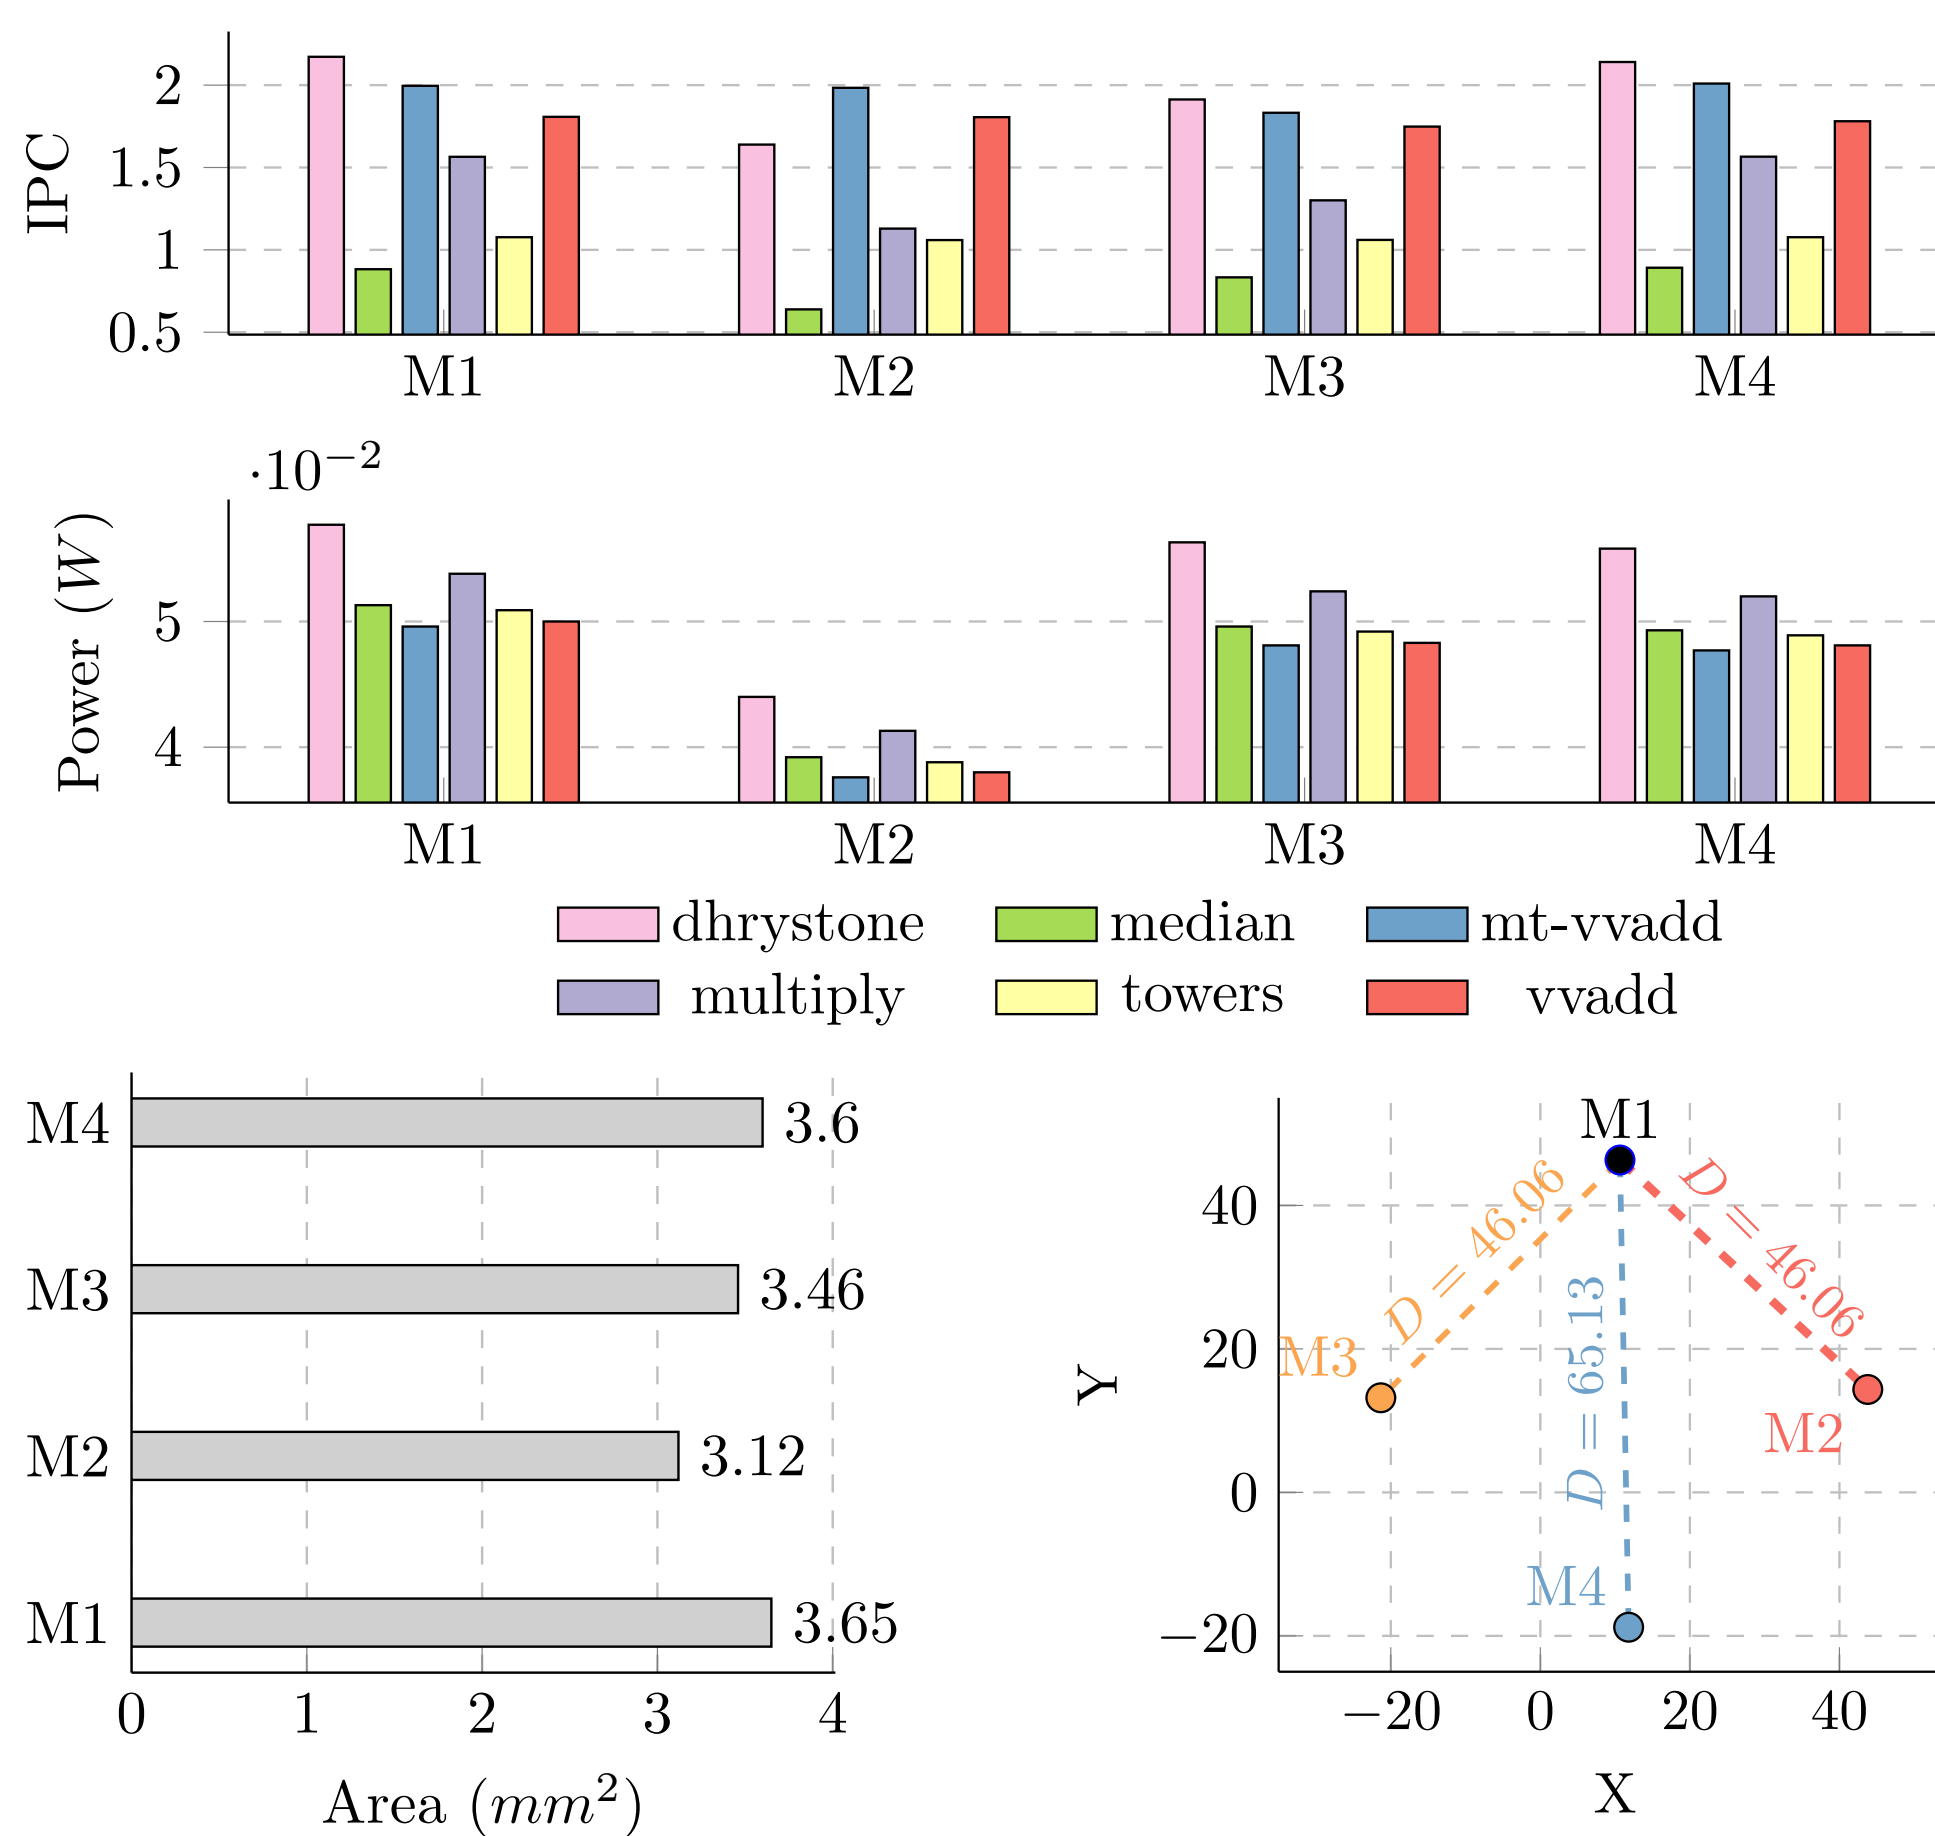 IPC
2
1.5
1
0.5
M1 M2 M3 M4
·10⁻²
Power (W)
5
4
M1 M2 M3 M4
dhrystone median mt-vvadd
multiply towers vvadd
M4 3.6
M3 3.46
M2 3.12
M1 3.65
0 1 2 3 4
Area (mm²)
Y
40
20
0
−20
M1
D = 46.06
D = 46.06
D = 65.13
M3
M2
M4
−20 0 20 40
X